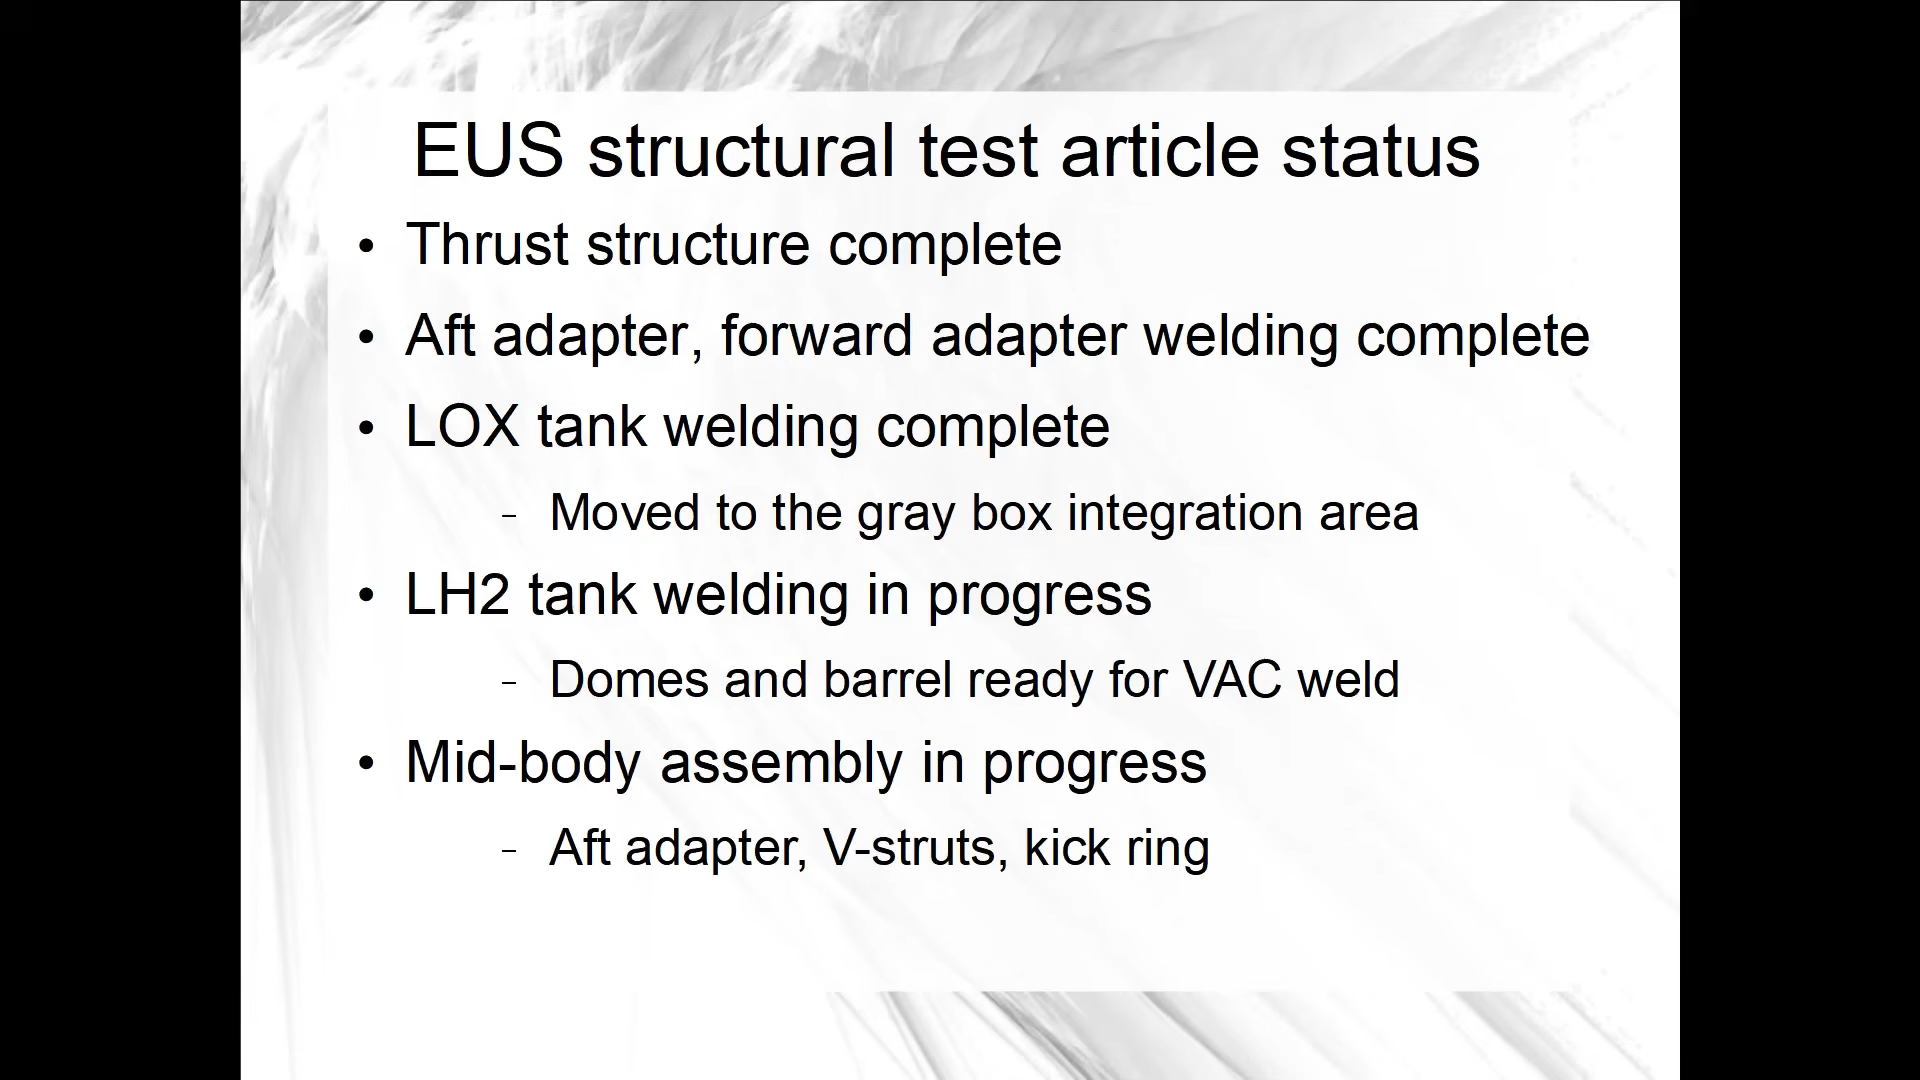 EUS structural test article status
• Thrust structure complete
• Aft adapter, forward adapter welding complete
• LOX tank welding complete
– Moved to the gray box integration area
• LH2 tank welding in progress
– Domes and barrel ready for VAC weld
• Mid-body assembly in progress
– Aft adapter, V-struts, kick ring